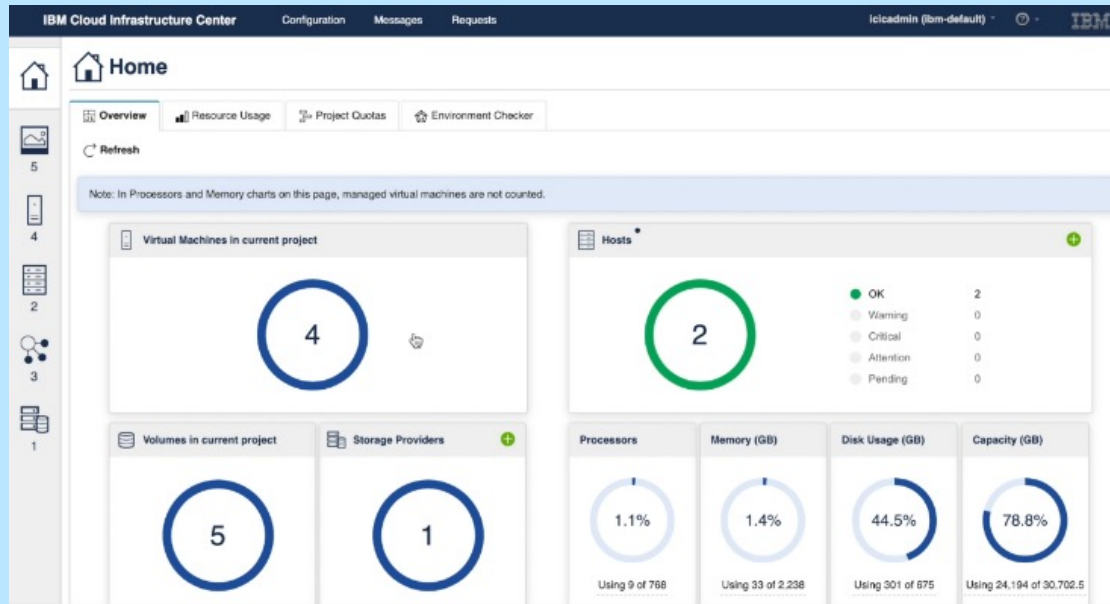 IBM Cloud Infrastructure Center Configuration Messages Requests icicadmin (ibm-default) IBM
Home
Overview Resource Usage Project Quotas Environment Checker
Refresh
Note: In Processors and Memory charts on this page, managed virtual machines are not counted.
5
4
2
3
1
Virtual Machines in current project
4
Hosts
2
OK 2
Warning 0
Critical 0
Attention 0
Pending 0
Volumes in current project
5
Storage Providers
1
Processors
1.1%
Using 9 of 768
Memory (GB)
1.4%
Using 33 of 2,238
Disk Usage (GB)
44.5%
Using 301 of 675
Capacity (GB)
78.8%
Using 24,194 of 30,702.5